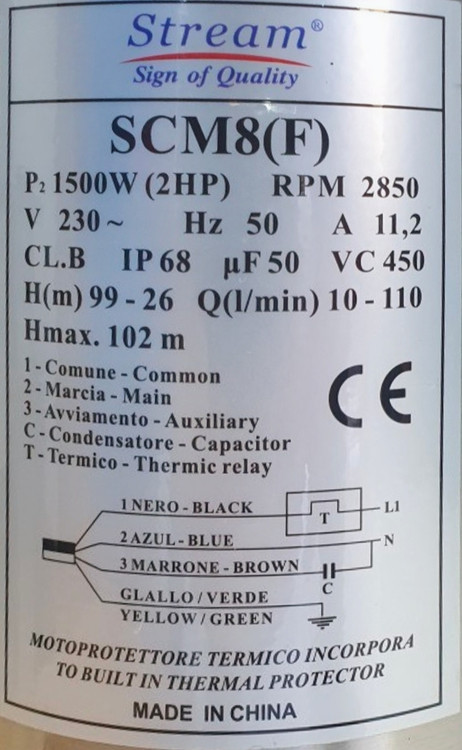 Stream®
Sign of Quality
SCM8(F)
P2 1500W (2HP) RPM 2850
V 230~ Hz 50 A 11,2
CL.B IP 68 µF 50 VC 450
H(m) 99 - 26 Q(l/min) 10 - 110
Hmax. 102 m
1 - Comune - Common
2 - Marcia - Main
3 - Avviamento - Auxiliary
C - Condensatore - Capacitor
T - Termico - Thermic relay
CE
1 NERO - BLACK T L1
2 AZUL - BLUE N
3 MARRONE - BROWN C
GLALLO / VERDE
YELLOW / GREEN
MOTOPROTETTORE TERMICO INCORPORA
TO BUILT IN THERMAL PROTECTOR
MADE IN CHINA